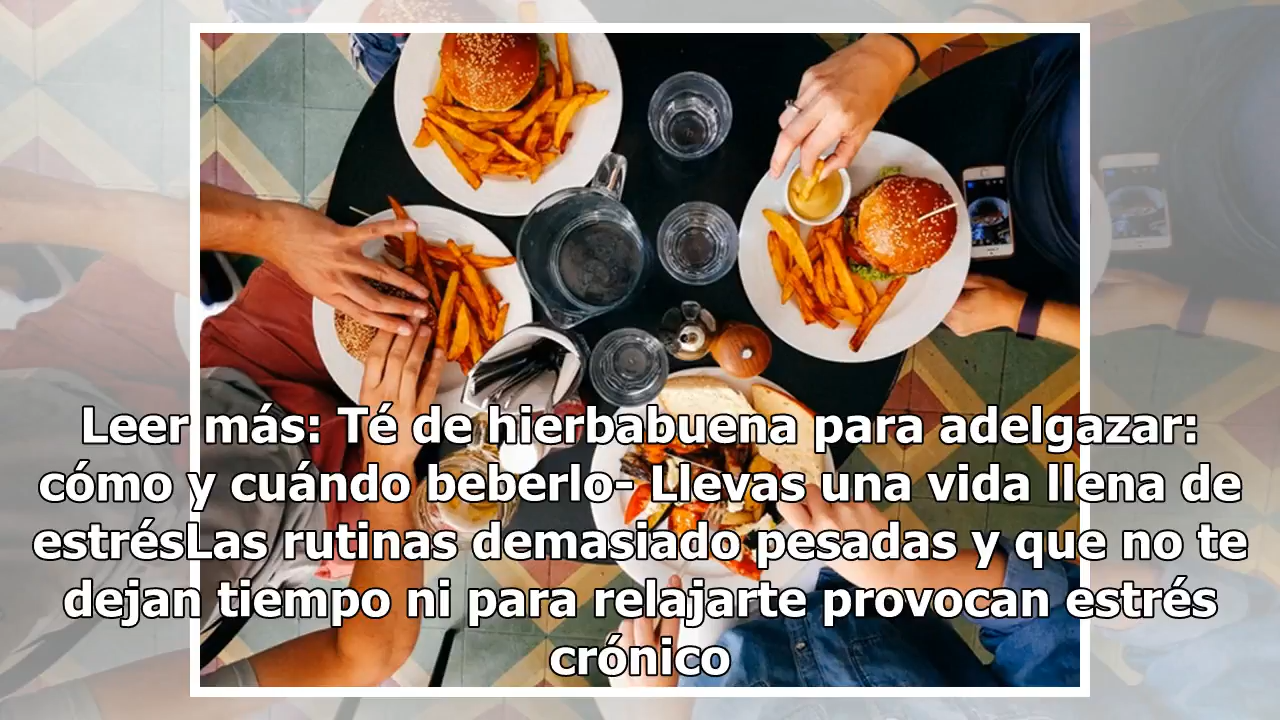 Leer más: Té de hierbabuena para adelgazar:
cómo y cuándo beberlo- Llevas una vida llena de
estrésLas rutinas demasiado pesadas y que no te
dejan tiempo ni para relajarte provocan estrés
crónico